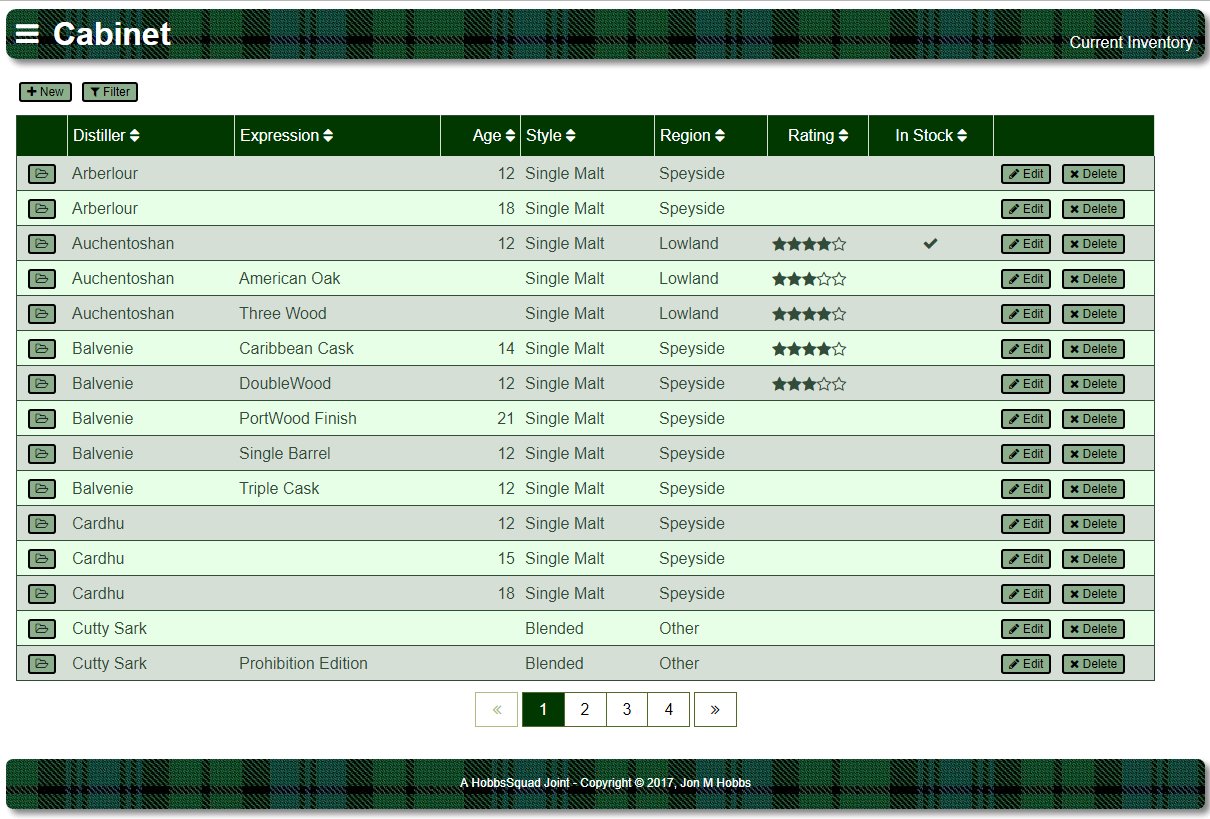 Cabinet
Current Inventory
New Filter
Distiller Expression Age Style Region Rating In Stock
Arberlour 12 Single Malt Speyside Edit Delete
Arberlour 18 Single Malt Speyside Edit Delete
Auchentoshan 12 Single Malt Lowland Edit Delete
Auchentoshan American Oak Single Malt Lowland Edit Delete
Auchentoshan Three Wood Single Malt Lowland Edit Delete
Balvenie Caribbean Cask 14 Single Malt Speyside Edit Delete
Balvenie DoubleWood 12 Single Malt Speyside Edit Delete
Balvenie PortWood Finish 21 Single Malt Speyside Edit Delete
Balvenie Single Barrel 12 Single Malt Speyside Edit Delete
Balvenie Triple Cask 12 Single Malt Speyside Edit Delete
Cardhu 12 Single Malt Speyside Edit Delete
Cardhu 15 Single Malt Speyside Edit Delete
Cardhu 18 Single Malt Speyside Edit Delete
Cutty Sark Blended Other Edit Delete
Cutty Sark Prohibition Edition Blended Other Edit Delete
« 1 2 3 4 »
A HobbsSquad Joint - Copyright © 2017, Jon M Hobbs